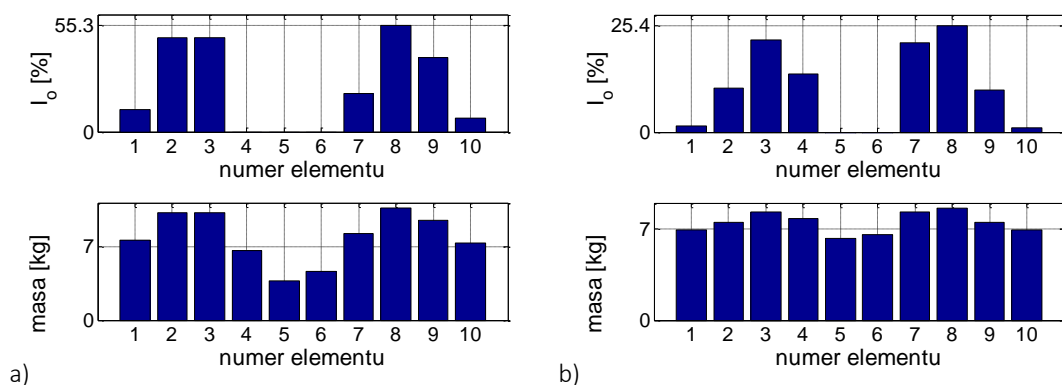 55.3
I_o [%]
0
1 2 3 4 5 6 7 8 9 10
numer elementu
7
masa [kg]
0
1 2 3 4 5 6 7 8 9 10
numer elementu
a)
25.4
I_o [%]
0
1 2 3 4 5 6 7 8 9 10
numer elementu
7
masa [kg]
0
1 2 3 4 5 6 7 8 9 10
numer elementu
b)